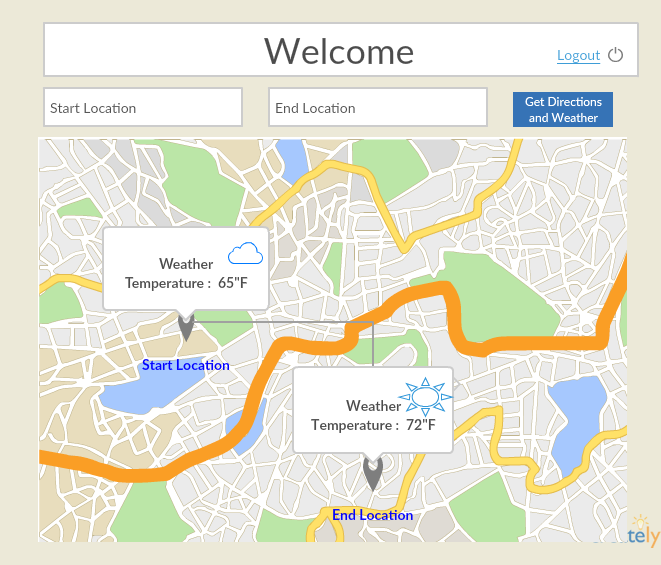 Welcome
Logout
Start Location
End Location
Get Directions
and Weather
Weather
Temperature : 65"F
Start Location
Weather
Temperature : 72"F
End Location
tely